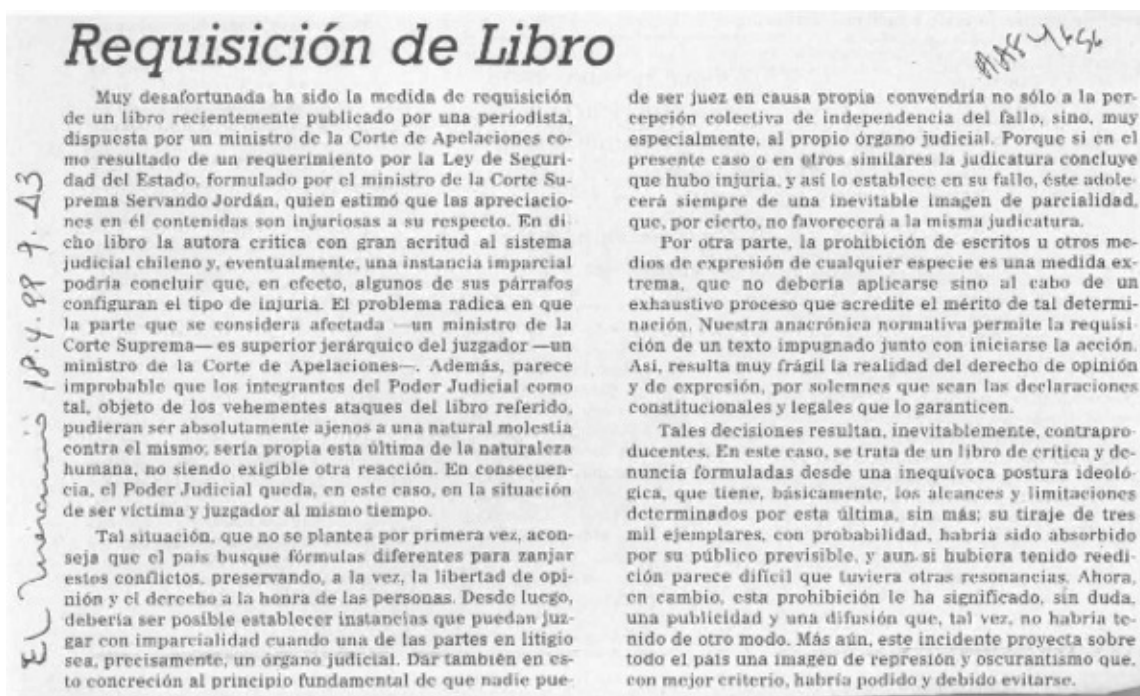 Requisición de Libro
Muy desafortunada ha sido la medida de requisición
de un libro recientemente publicado por una periodista,
dispuesta por un ministro de la Corte de Apelaciones co-
mo resultado de un requerimiento por la Ley de Seguri-
dad del Estado, formulado por el ministro de la Corte Su-
prema Servando Jordán, quien estimó que las apreciacio-
nes en él contenidas son injuriosas a su respecto. En di-
cho libro la autora critica con gran acritud al sistema
judicial chileno y, eventualmente, una instancia imparcial
podría concluir que, en efecto, algunos de sus párrafos
configuran el tipo de injuria. El problema radica en que
la parte que se considera afectada —un ministro de la
Corte Suprema— es superior jerárquico del juzgador —un
ministro de la Corte de Apelaciones—. Además, parece
improbable que los integrantes del Poder Judicial como
tal, objeto de los vehementes ataques del libro referido,
pudieran ser absolutamente ajenos a una natural molestia
contra el mismo; sería propia esta última de la naturaleza
humana, no siendo exigible otra reacción. En consecuen-
cia, el Poder Judicial queda, en este caso, en la situación
de ser víctima y juzgador al mismo tiempo.
Tal situación, que no se plantea por primera vez, acon-
seja que el país busque fórmulas diferentes para zanjar
estos conflictos, preservando, a la vez, la libertad de opi-
nión y el derecho a la honra de las personas. Desde luego,
debería ser posible establecer instancias que puedan juz-
gar con imparcialidad cuando una de las partes en litigio
sea, precisamente, un órgano judicial. Dar también en es-
to concreción al principio fundamental de que nadie pue-
de ser juez en causa propia convendría no sólo a la per-
cepción colectiva de independencia del fallo, sino, muy
especialmente, al propio órgano judicial. Porque si en el
presente caso o en otros similares la judicatura concluye
que hubo injuria, y así lo establece en su fallo, éste adole-
cerá siempre de una inevitable imagen de parcialidad,
que, por cierto, no favorecerá a la misma judicatura.
Por otra parte, la prohibición de escritos u otros me-
dios de expresión de cualquier especie es una medida ex-
trema, que no debería aplicarse sino al cabo de un
exhaustivo proceso que acredite el mérito de tal determi-
nación. Nuestra anacrónica normativa permite la requisi-
ción de un texto impugnado junto con iniciarse la acción.
Así, resulta muy frágil la realidad del derecho de opinión
y de expresión, por solemnes que sean las declaraciones
constitucionales y legales que lo garanticen.
Tales decisiones resultan, inevitablemente, contrapro-
ducentes. En este caso, se trata de un libro de crítica y de-
nuncia formuladas desde una inequívoca postura ideoló-
gica, que tiene, básicamente, los alcances y limitaciones
determinados por esta última, sin más; su tiraje de tres
mil ejemplares, con probabilidad, habría sido absorbido
por su público previsible, y aun si hubiera tenido reedi-
ción parece difícil que tuviera otras resonancias. Ahora,
en cambio, esta prohibición le ha significado, sin duda,
una publicidad y una difusión que, tal vez, no habría te-
nido de otro modo. Más aún, este incidente proyecta sobre
todo el país una imagen de represión y oscurantismo que,
con mejor criterio, habría podido y debido evitarse.
El Mercurio 18.4.99 p. A3